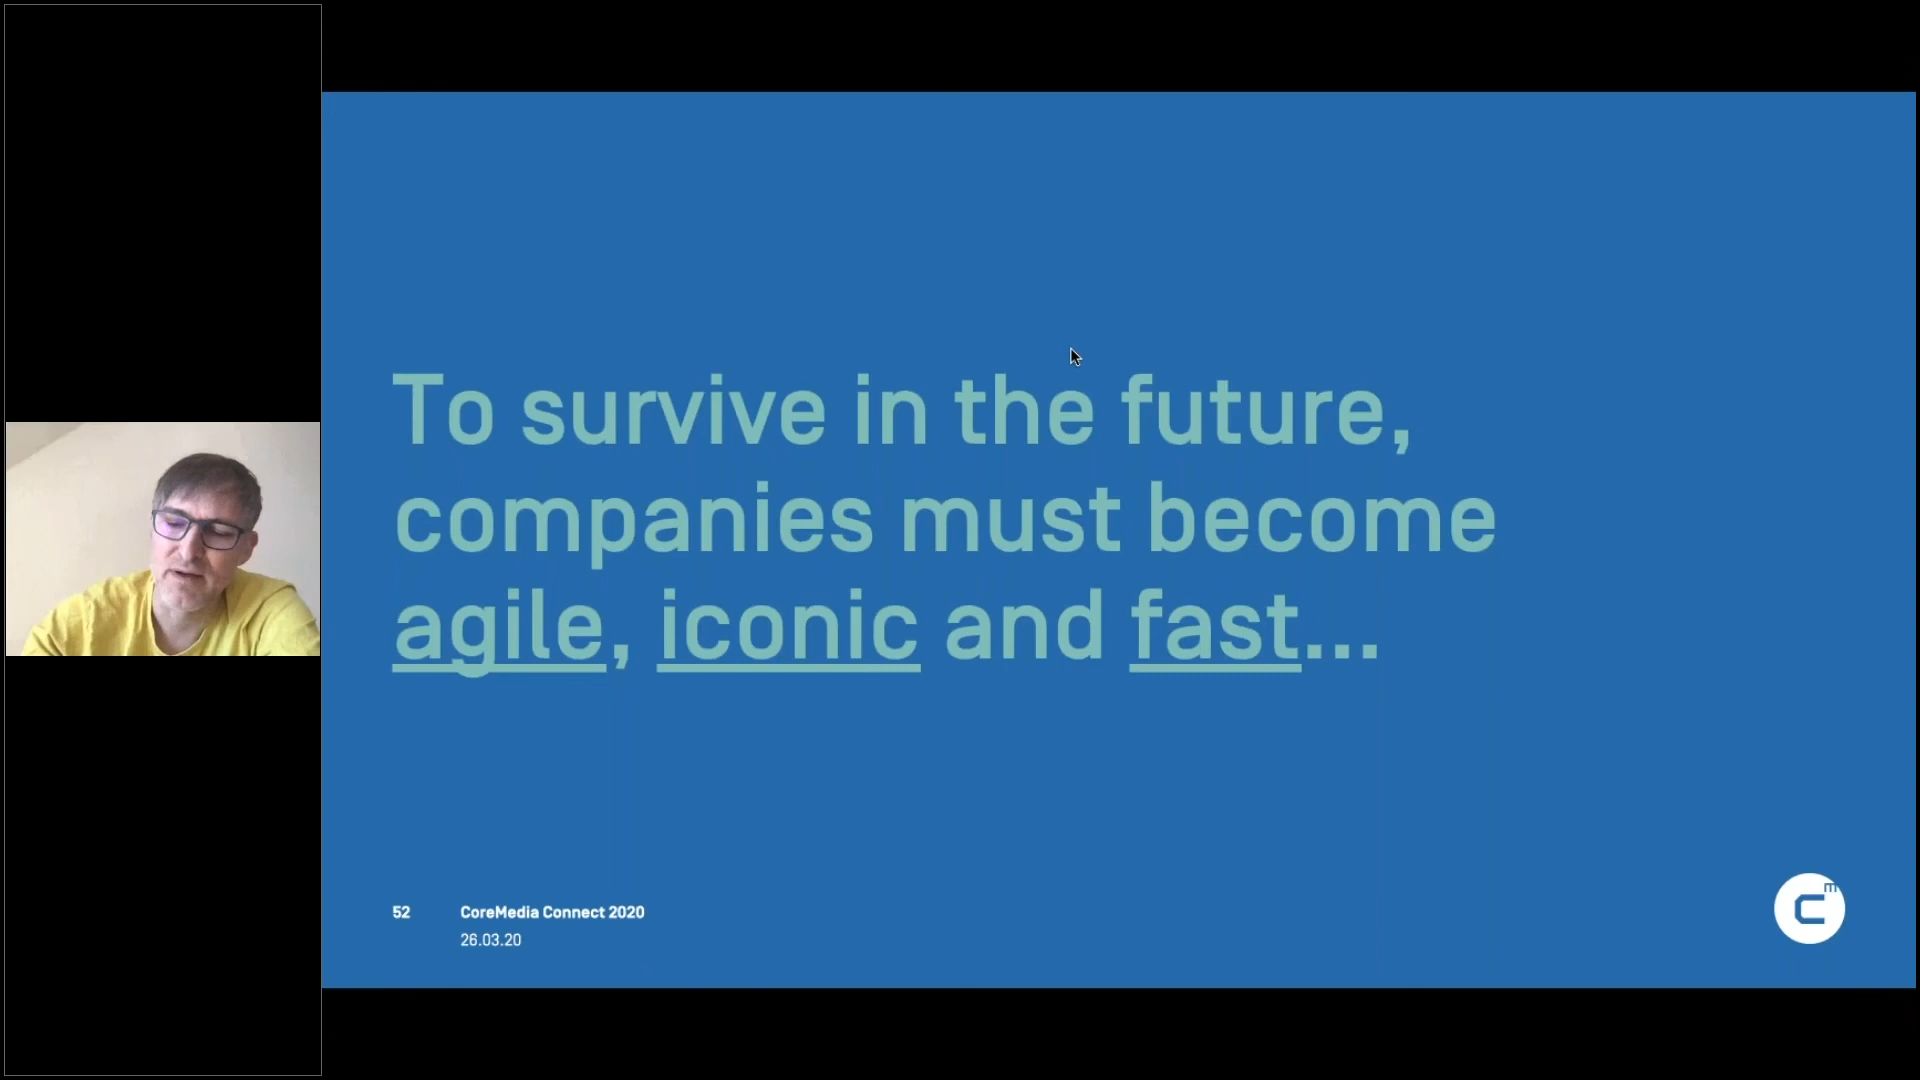 To survive in the future,
companies must become
agile, iconic and fast...
52
CoreMedia Connect 2020
26.03.20
Cm